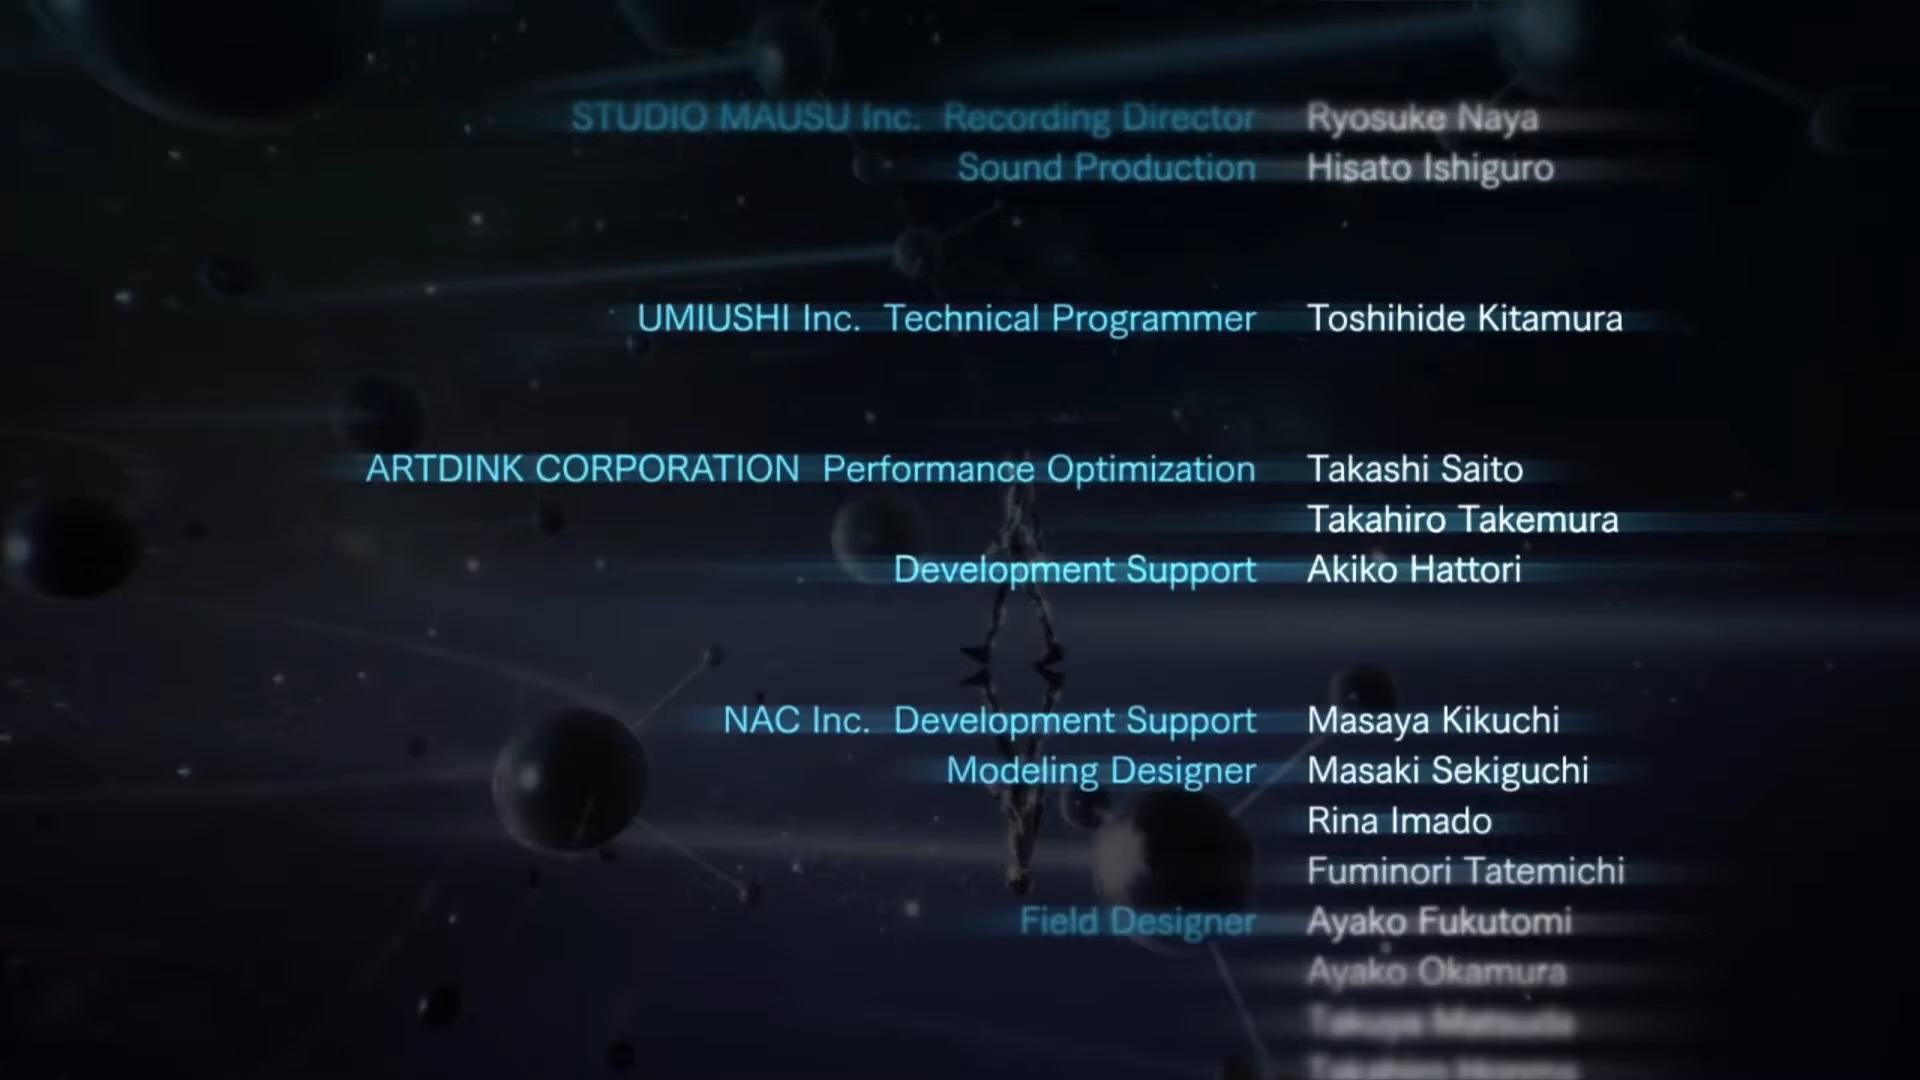 STUDIO MAUSU Inc. Recording Director Ryosuke Naya
Sound Production Hisato Ishiguro
UMIUSHI Inc. Technical Programmer Toshihide Kitamura
ARTDINK CORPORATION Performance Optimization Takashi Saito
Takahiro Takemura
Development Support Akiko Hattori
NAC Inc. Development Support Masaya Kikuchi
Modeling Designer Masaki Sekiguchi
Rina Imado
Fuminori Tatemichi
Field Designer Ayako Fukutomi
Ayako Okamura
Takuya Matsuda